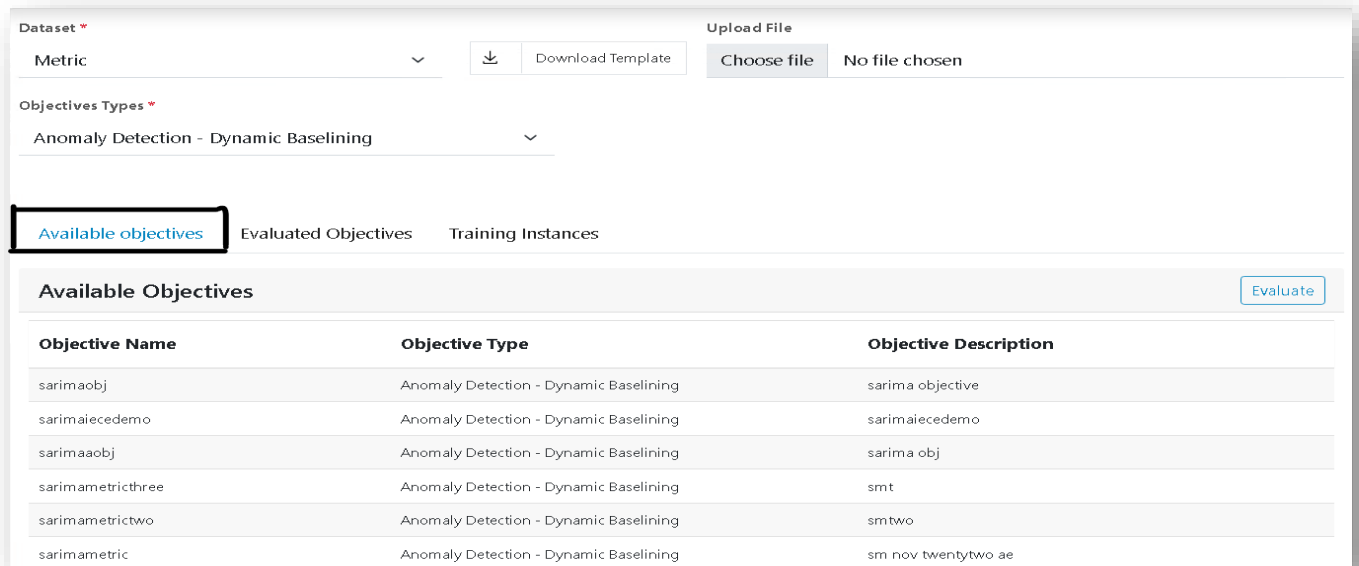 Dataset *
Upload File
Metric
Download Template
Choose file No file chosen
Objectives Types *
Anomaly Detection - Dynamic Baselining
Available objectives Evaluated Objectives Training Instances
Available Objectives Evaluate
Objective Name Objective Type Objective Description
sarimaobj Anomaly Detection - Dynamic Baselining sarima objective
sarimaiecedemo Anomaly Detection - Dynamic Baselining sarimaiecedemo
sarimaaobj Anomaly Detection - Dynamic Baselining sarima obj
sarimametricthree Anomaly Detection - Dynamic Baselining smt
sarimametrictwo Anomaly Detection - Dynamic Baselining smtwo
sarimametric Anomaly Detection - Dynamic Baselining sm nov twentytwo ae